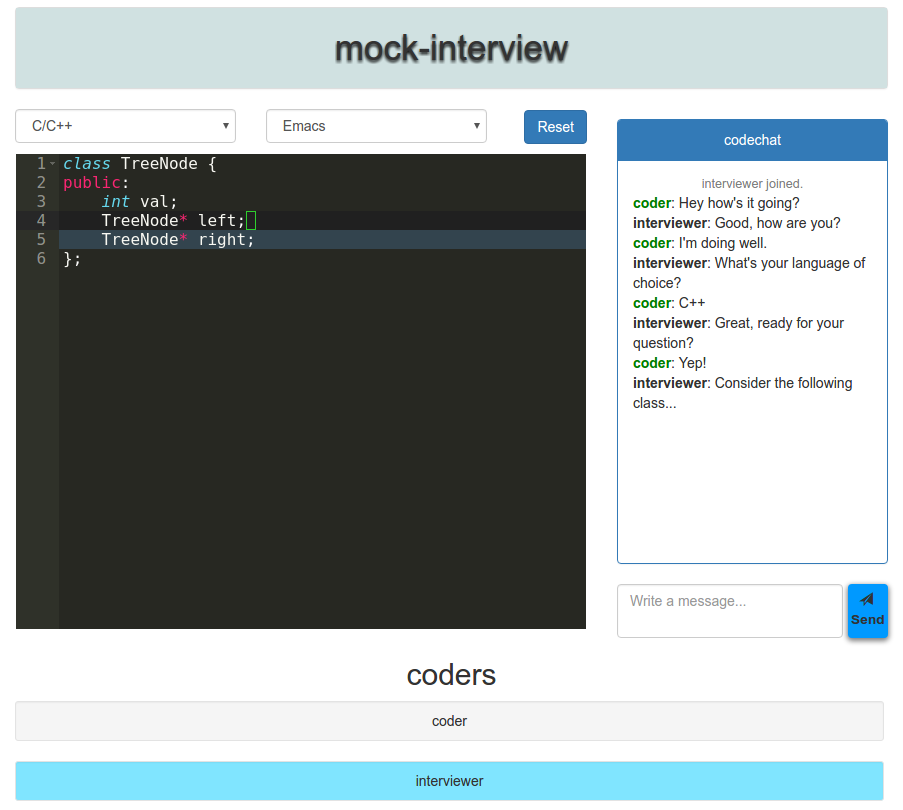 mock-interview
C/C++
Emacs
Reset
1 class TreeNode {
2 public:
3     int val;
4     TreeNode* left;
5     TreeNode* right;
6 };
codechat
interviewer joined.
coder: Hey how's it going?
interviewer: Good, how are you?
coder: I'm doing well.
interviewer: What's your language of
choice?
coder: C++
interviewer: Great, ready for your
question?
coder: Yep!
interviewer: Consider the following
class...
Write a message...
Send
coders
coder
interviewer